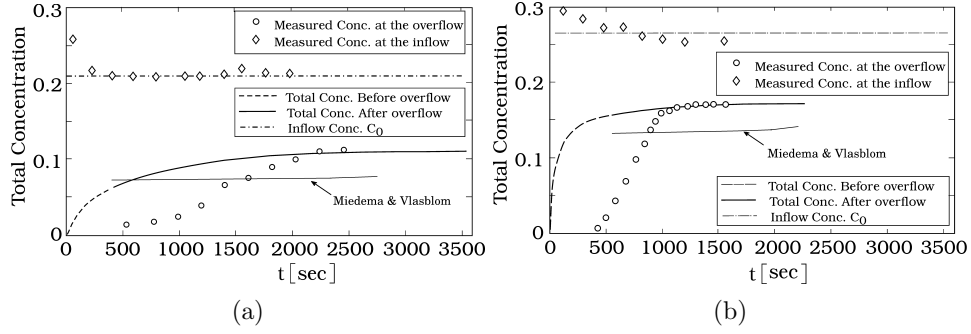 0.3
0.2
0.1
0
Total Concentration
Measured Conc. at the overflow
Measured Conc. at the inflow
Total Conc. Before overflow
Total Conc. After overflow
Inflow Conc. C0
Miedema & Vlasblom
0 500 1000 1500 2000 2500 3000 3500
t [sec]
(a)
0.3
0.2
0.1
0
Total Concentration
Measured Conc. at the overflow
Measured Conc. at the inflow
Miedema & Vlasblom
Total Conc. Before overflow
Total Conc. After overflow
Inflow Conc. C0
0 500 1000 1500 2000 2500 3000 3500
t [sec]
(b)